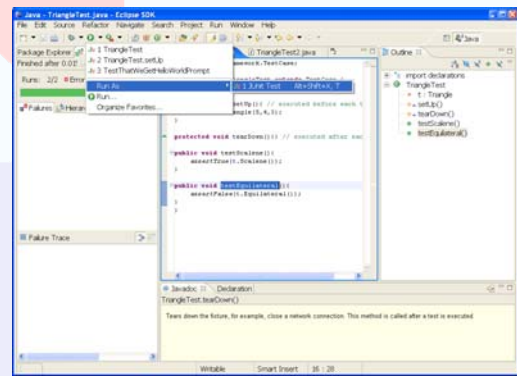 Java - TriangleTest.java - Eclipse SDK
File Edit Source Refactor Navigate Search Project Run Window Help
Java
Package Explorer
1 TriangleTest
2 TriangleTest.setUp
3 TestThatWeGetHelloWorldPrompt
Run As
1 JUnit Test Alt+Shift+X, T
Run...
Organize Favorites...
TriangleTest2.java
Outline
Finished after 0.01
Runs: 2/2
Failures
import declarations
TriangleTest
t : Triangle
setUp()
tearDown()
testScalene()
testEquilateral()
protected void tearDown() // executed after
public void testScalene(){
assertTrue(t.Scalene());
}
public void testEquilateral(){
assertFalse(t.Equilateral());
}
}
Failure Trace
Javadoc Declaration
TriangleTest.tearDown()
Tears down the fixture, for example, close a network connection. This method is called after a test is executed.
Writable Smart Insert 16 : 28